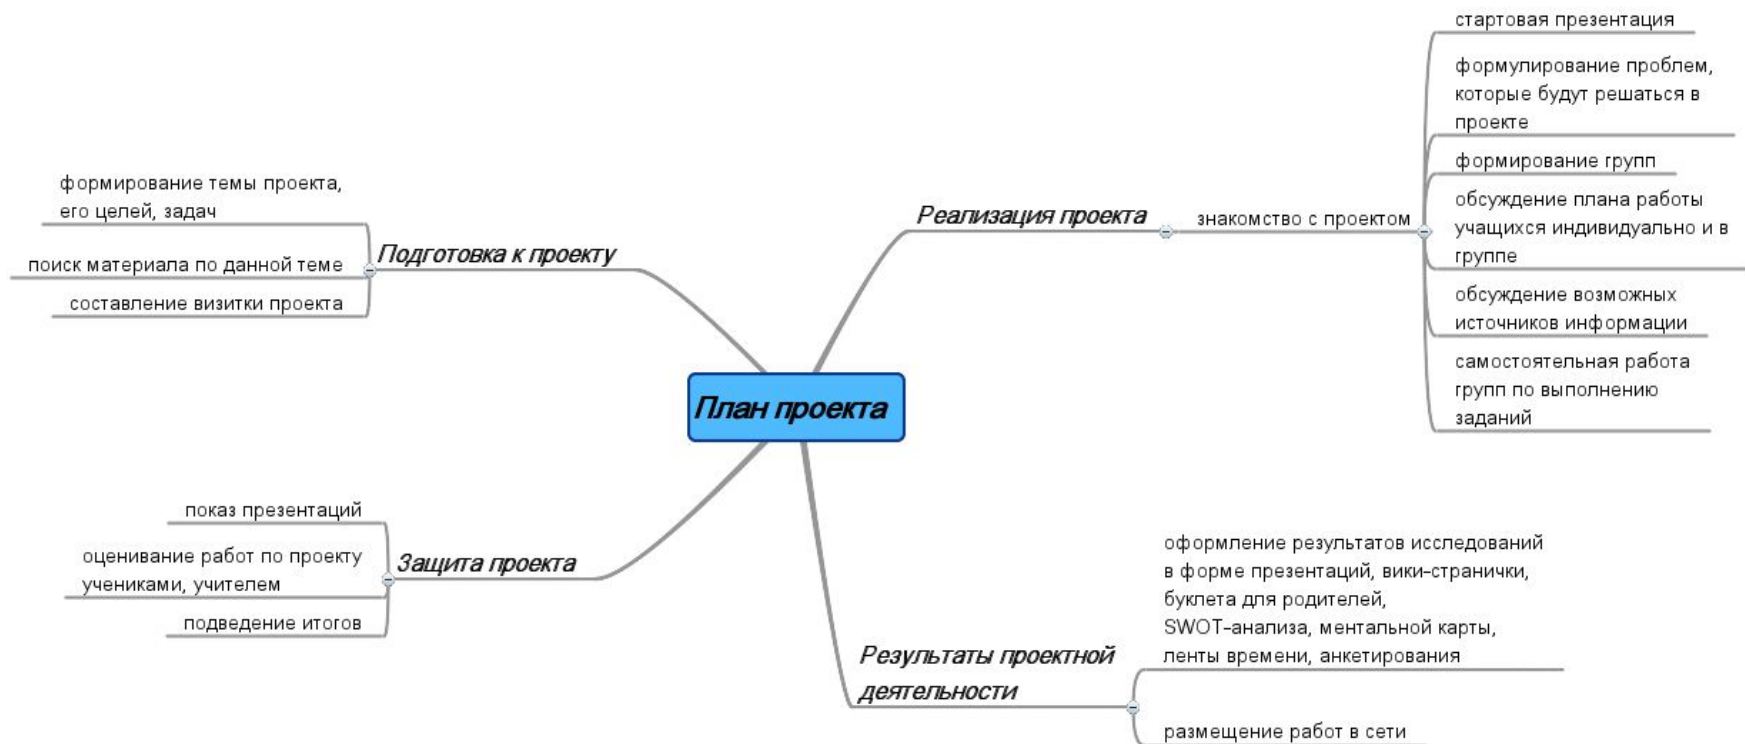 План проекта
Подготовка к проекту
формирование темы проекта,
его целей, задач
поиск материала по данной теме
составление визитки проекта
Реализация проекта
знакомство с проектом
стартовая презентация
формулирование проблем,
которые будут решаться в
проекте
формирование групп
обсуждение плана работы
учащихся индивидуально и в
группе
обсуждение возможных
источников информации
самостоятельная работа
групп по выполнению
заданий
Защита проекта
показ презентаций
оценивание работ по проекту
учениками, учителем
подведение итогов
Результаты проектной
деятельности
оформление результатов исследований
в форме презентаций, вики-странички,
буклета для родителей,
SWOT-анализа, ментальной карты,
ленты времени, анкетирования
размещение работ в сети